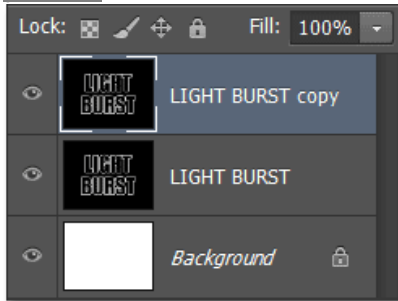 Lock: Fill: 100%
LIGHT
BURST
LIGHT BURST copy
LIGHT
BURST
LIGHT BURST
Background